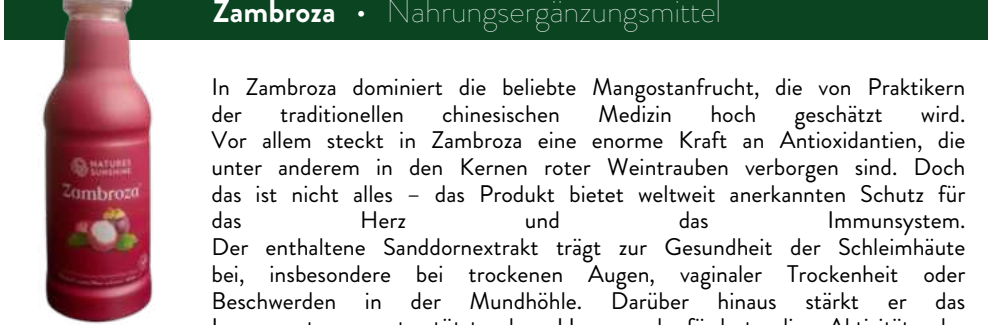 Zambroza • Nahrungsergänzungsmittel
In Zambroza dominiert die beliebte Mangostanfrucht, die von Praktikern
der traditionellen chinesischen Medizin hoch geschätzt wird.
Vor allem steckt in Zambroza eine enorme Kraft an Antioxidantien, die
unter anderem in den Kernen roter Weintrauben verborgen sind. Doch
das ist nicht alles – das Produkt bietet weltweit anerkannten Schutz für
das Herz und das Immunsystem.
Der enthaltene Sanddornextrakt trägt zur Gesundheit der Schleimhäute
bei, insbesondere bei trockenen Augen, vaginaler Trockenheit oder
Beschwerden in der Mundhöhle. Darüber hinaus stärkt er das
NATURES
SUNSHINE
Zambroza